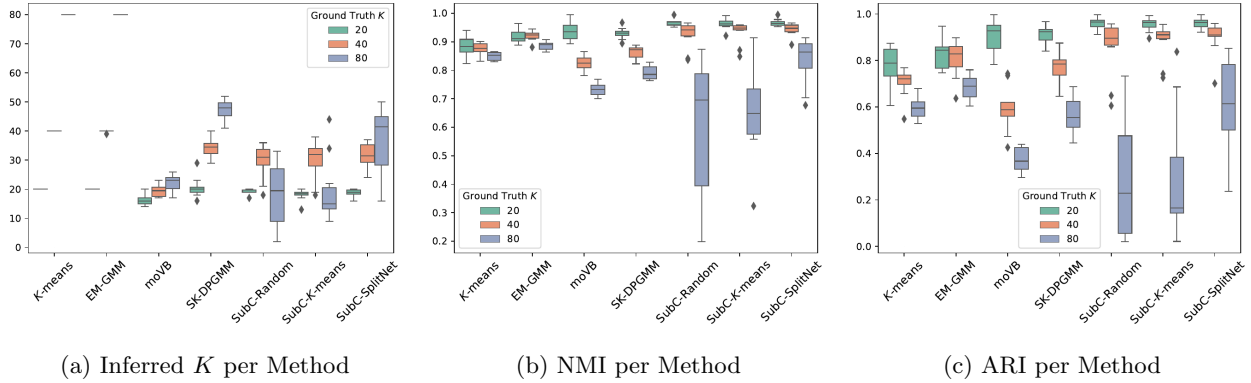 80
70
60
50
40
30
20
10
0
Ground Truth K
20
40
80
K-means
EM-GMM
moVB
SK-DPGMM
SubC-Random
SubC-K-means
SubC-SplitNet
(a) Inferred K per Method
1.0
0.9
0.8
0.7
0.6
0.5
0.4
0.3
0.2
Ground Truth K
20
40
80
K-means
EM-GMM
moVB
SK-DPGMM
SubC-Random
SubC-K-means
SubC-SplitNet
(b) NMI per Method
1.0
0.8
0.6
0.4
0.2
0.0
Ground Truth K
20
40
80
K-means
EM-GMM
moVB
SK-DPGMM
SubC-Random
SubC-K-means
SubC-SplitNet
(c) ARI per Method